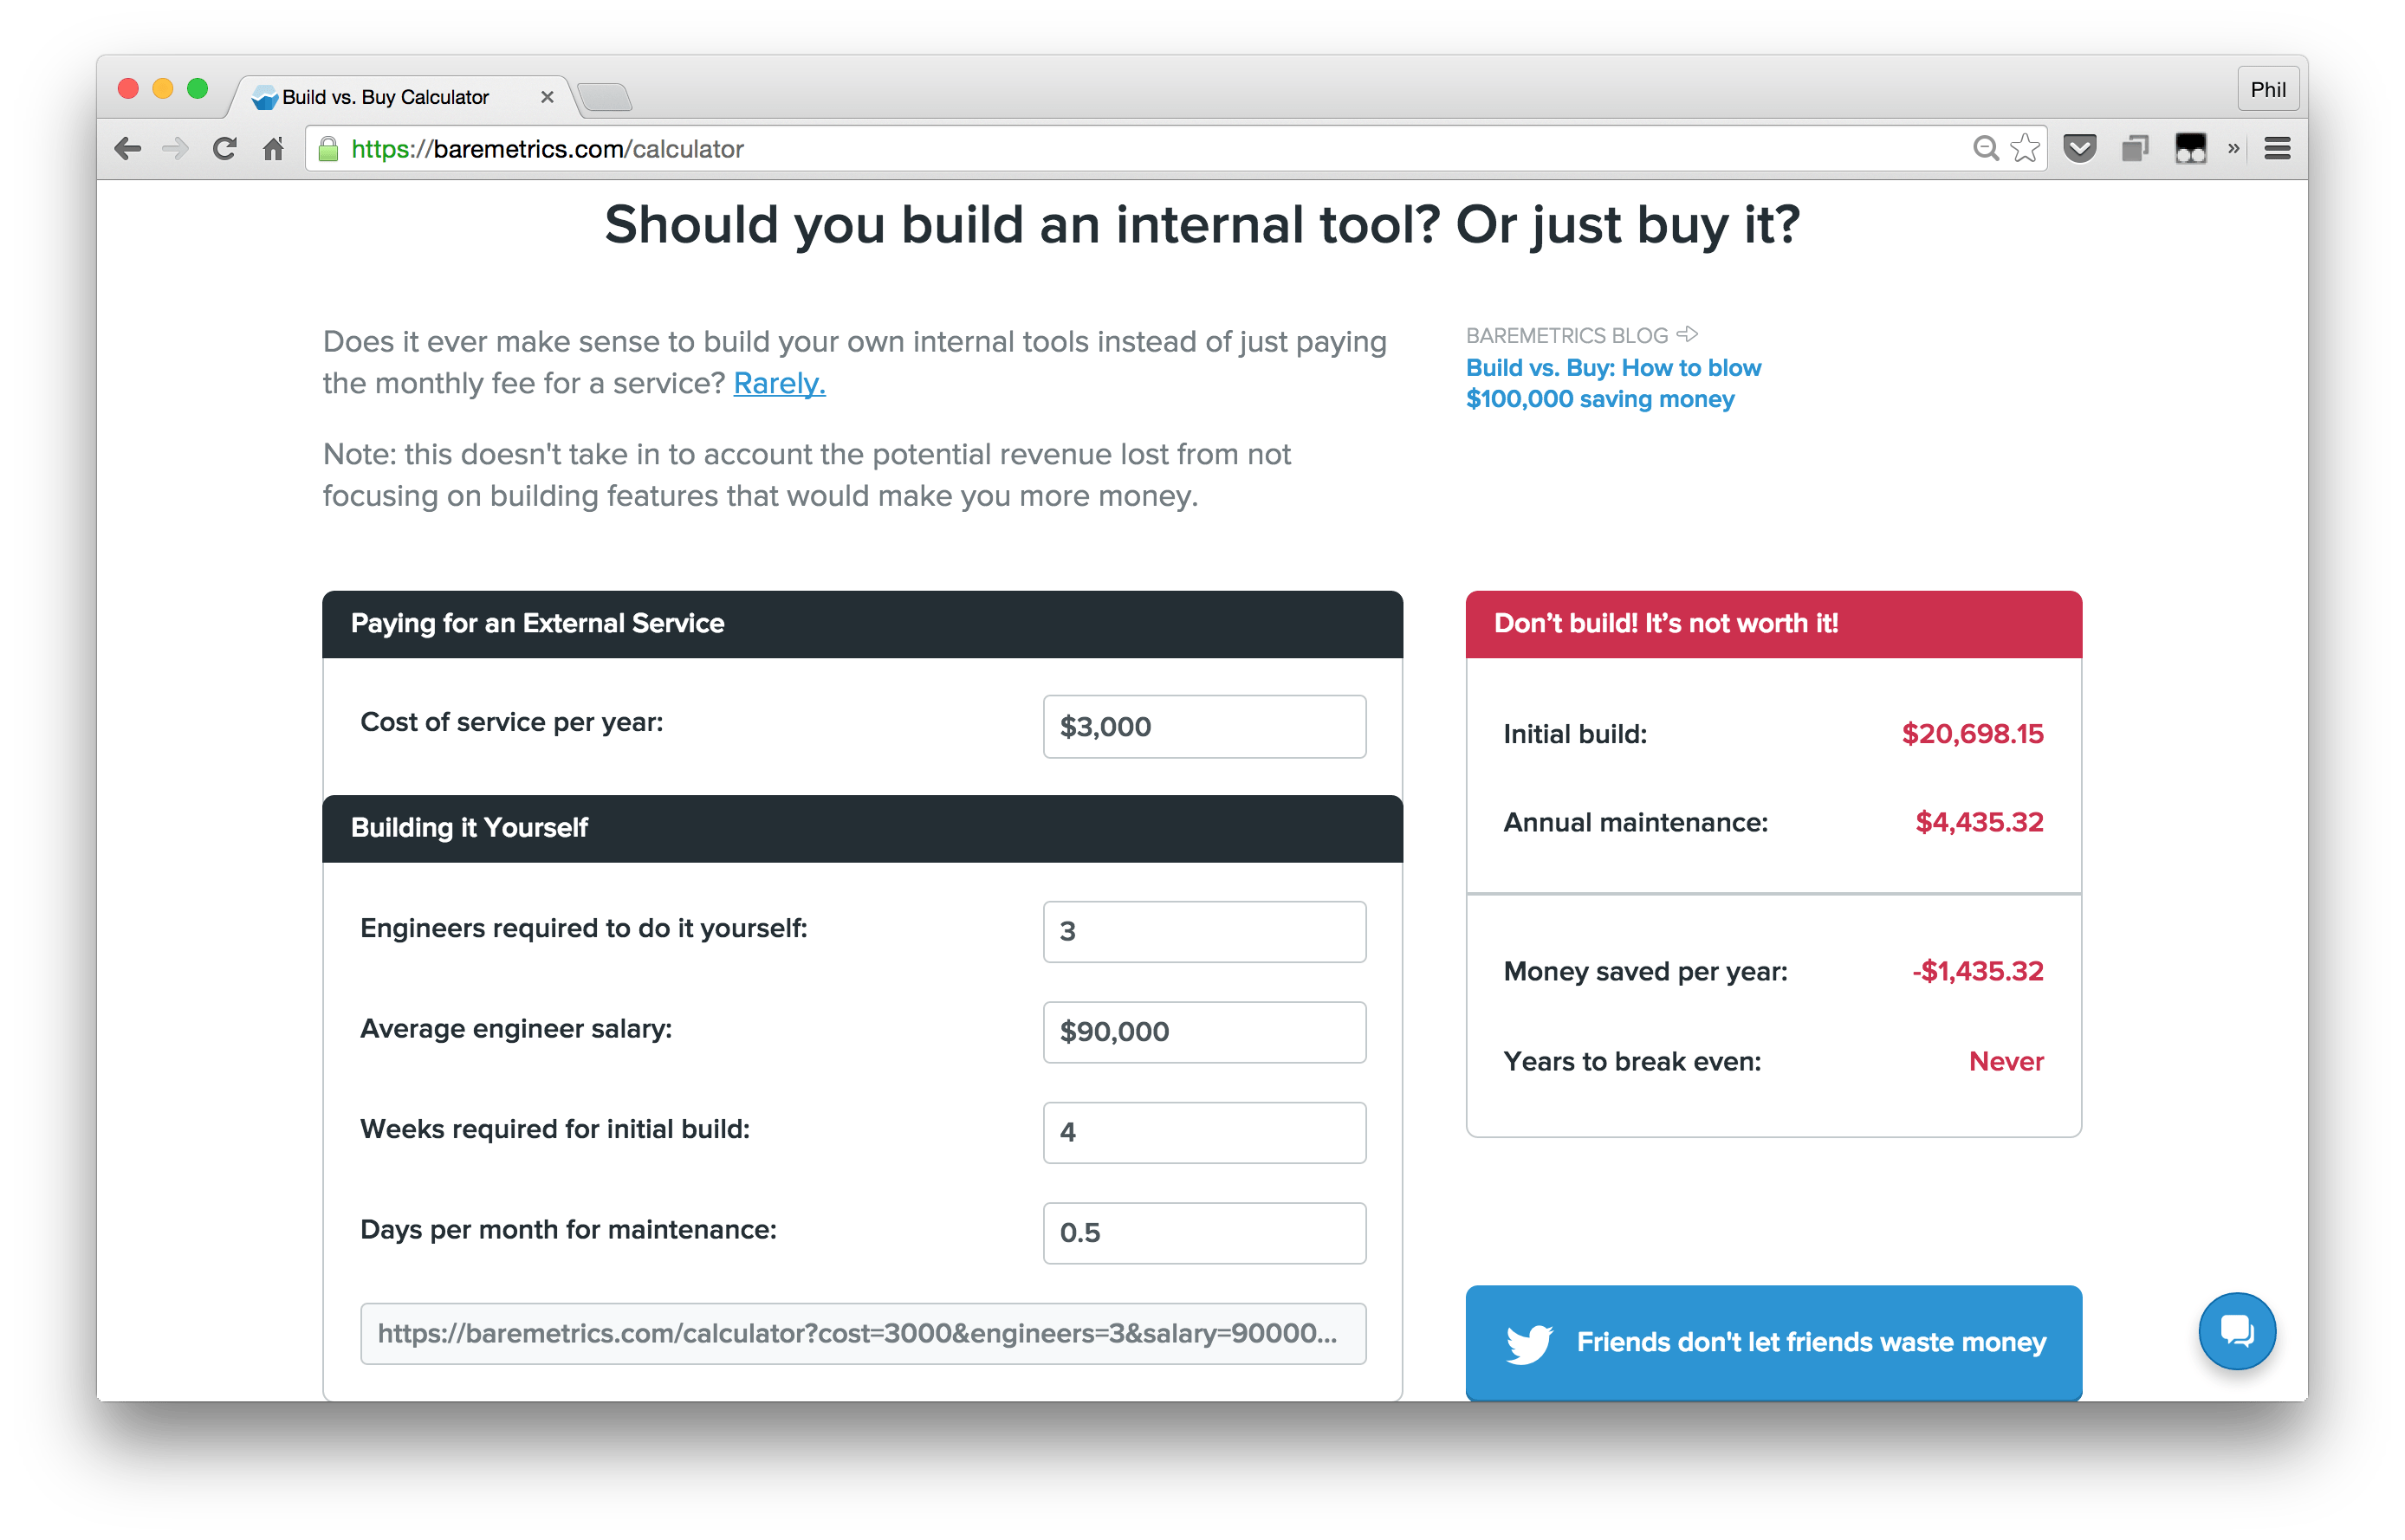 Build vs. Buy Calculator
Phil
https://baremetrics.com/calculator
Should you build an internal tool? Or just buy it?
Does it ever make sense to build your own internal tools instead of just paying
the monthly fee for a service? Rarely.
Note: this doesn't take in to account the potential revenue lost from not
focusing on building features that would make you more money.
BAREMETRICS BLOG
Build vs. Buy: How to blow
$100,000 saving money
Paying for an External Service
Cost of service per year:
$3,000
Building it Yourself
Engineers required to do it yourself:
3
Average engineer salary:
$90,000
Weeks required for initial build:
4
Days per month for maintenance:
0.5
https://baremetrics.com/calculator?cost=3000&engineers=3&salary=90000...
Don’t build! It’s not worth it!
Initial build:
$20,698.15
Annual maintenance:
$4,435.32
Money saved per year:
-$1,435.32
Years to break even:
Never
Friends don't let friends waste money